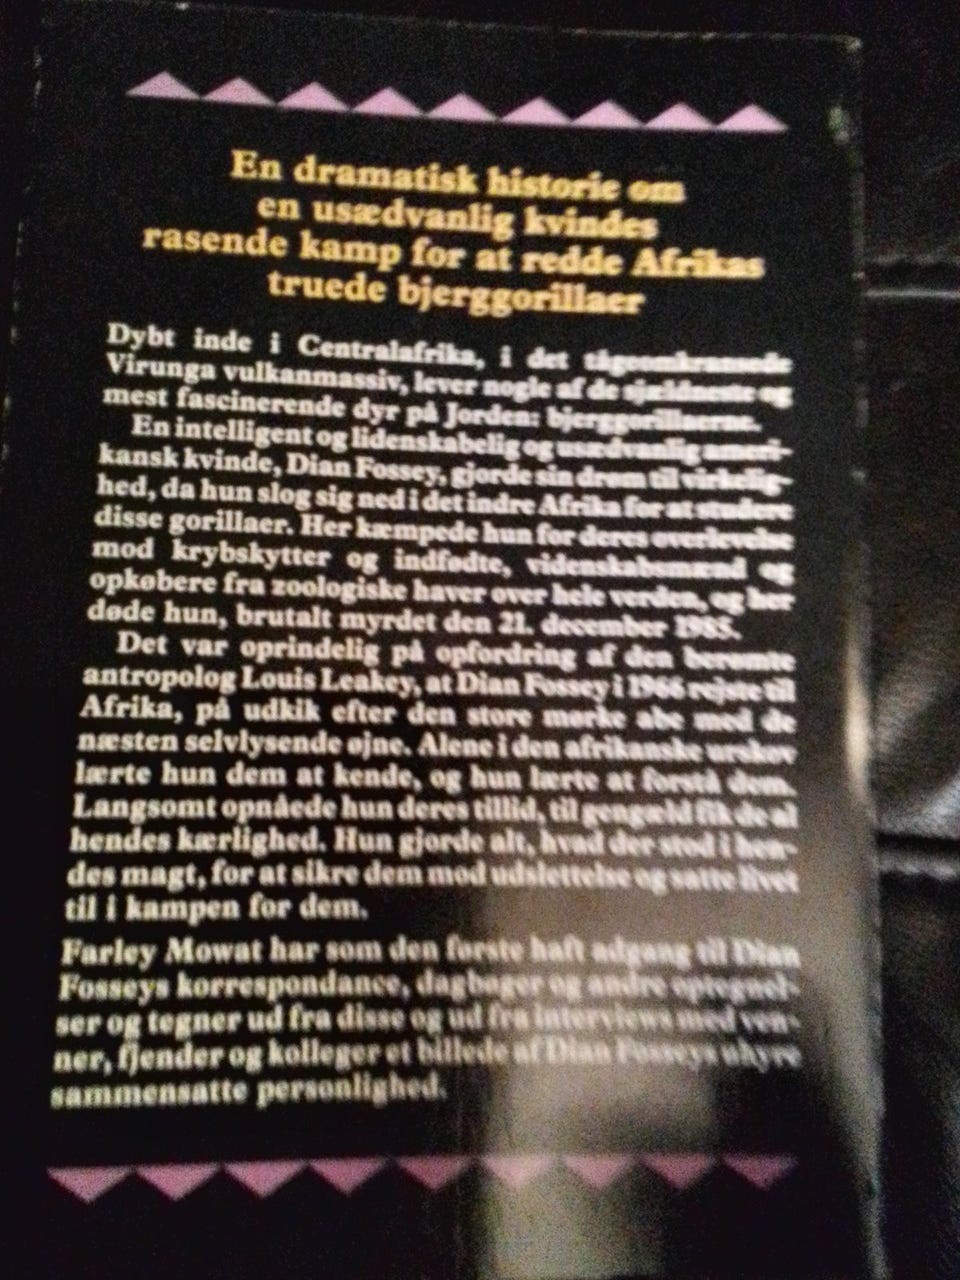 En dramatisk historie om
en usædvanlig kvindes
rasende kamp for at redde Afrikas
truede bjerggorillaer
Dybt inde i Centralafrika, i det tågeomkransede
Virunga vulkanmassiv, lever nogle af de sjældneste og
mest fascinerende dyr på Jorden: bjerggorillaerne.
En intelligent og lidenskabelig og usædvanlig ameri-
kansk kvinde, Dian Fossey, gjorde sin drøm til virkelig-
hed, da hun slog sig ned i det indre Afrika for at studere
disse gorillaer. Her kæmpede hun for deres overlevelse
mod krybskytter og indfødte, videnskabsmænd og
opkøbere fra zoologiske haver over hele verden, og her
døde hun, brutalt myrdet den 21. december 1985.
Det var oprindelig på opfordring af den berømte
antropolog Louis Leakey, at Dian Fossey i 1966 rejste til
Afrika, på udkik efter den store mørke abe med de
næsten selvlysende øjne. Alene i den afrikanske urskov
lærte hun dem at kende, og hun lærte at forstå dem.
Langsomt opnåede hun deres tillid, til gengæld fik de al
hendes kærlighed. Hun gjorde alt, hvad der stod i hen-
des magt, for at sikre dem mod udslettelse og satte livet
til i kampen for dem.
Farley Mowat har som den første haft adgang til Dian
Fosseys korrespondance, dagbøger og andre optegnel-
ser og tegner ud fra disse og ud fra interviews med ven-
ner, fjender og kolleger et billede af Dian Fosseys uhyre
sammensatte personlighed.